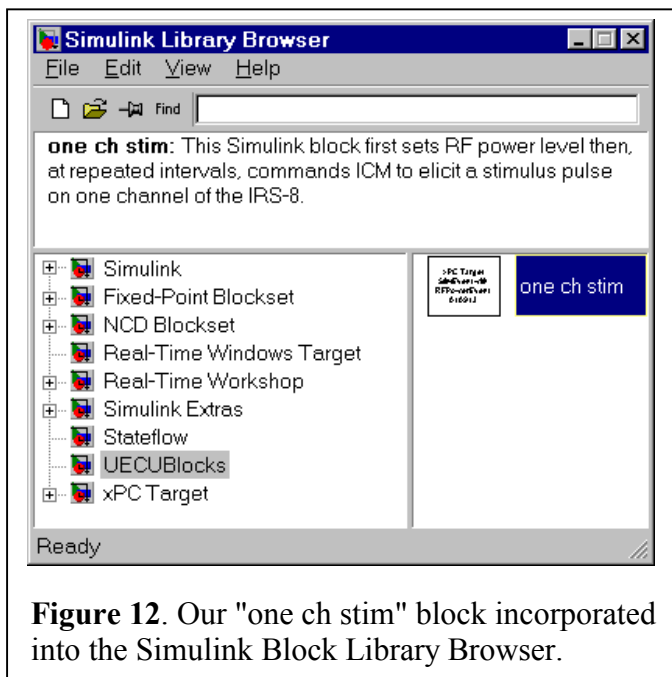 Simulink Library Browser
File Edit View Help
Find
one ch stim: This Simulink block first sets RF power level then,
at repeated intervals, commands ICM to elicit a stimulus pulse
on one channel of the IRS-8.
Simulink
Fixed-Point Blockset
NCD Blockset
Real-Time Windows Target
Real-Time Workshop
Simulink Extras
Stateflow
UECUBlocks
xPC Target
xPC Target
one ch stim
Ready
Figure 12. Our "one ch stim" block incorporated
into the Simulink Block Library Browser.